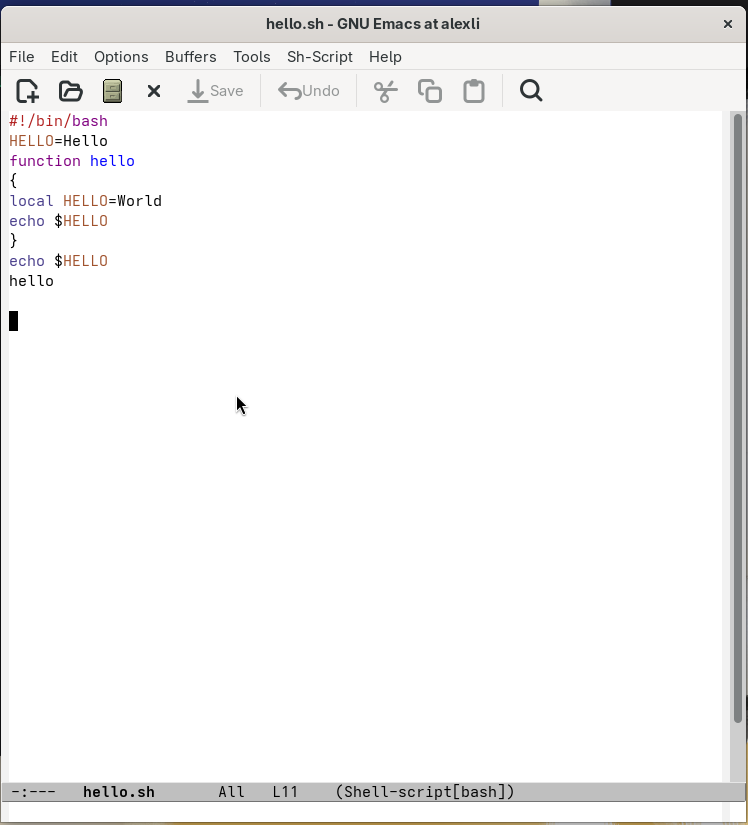 hello.sh - GNU Emacs at alexli
File Edit Options Buffers Tools Sh-Script Help
Save Undo
#!/bin/bash
HELLO=Hello
function hello
{
local HELLO=World
echo $HELLO
}
echo $HELLO
hello
-:--- hello.sh All L11 (Shell-script[bash])